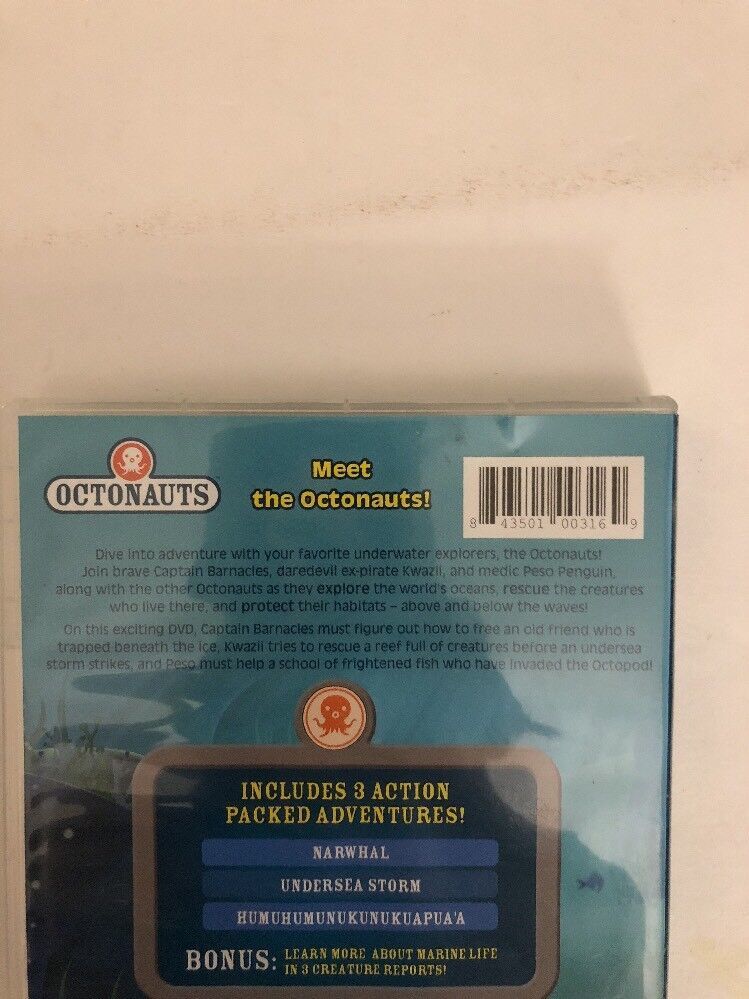 OCTONAUTS
Meet
the Octonauts!
8 43501 00316 9
Dive into adventure with your favorite underwater explorers, the Octonauts!
Join brave Captain Barnacles, daredevil ex-pirate Kwazii, and medic Peso Penguin,
along with the other Octonauts as they explore the world's oceans, rescue the creatures
who live there, and protect their habitats – above and below the waves!
On this exciting DVD, Captain Barnacles must figure out how to free an old friend who is
trapped beneath the ice, Kwazii tries to rescue a reef full of creatures before an undersea
storm strikes, and Peso must help a school of frightened fish who have invaded the Octopod!
INCLUDES 3 ACTION
PACKED ADVENTURES!
NARWHAL
UNDERSEA STORM
HUMUHUMUNUKUNUKUAPUA'A
BONUS: LEARN MORE ABOUT MARINE LIFE
IN 3 CREATURE REPORTS!